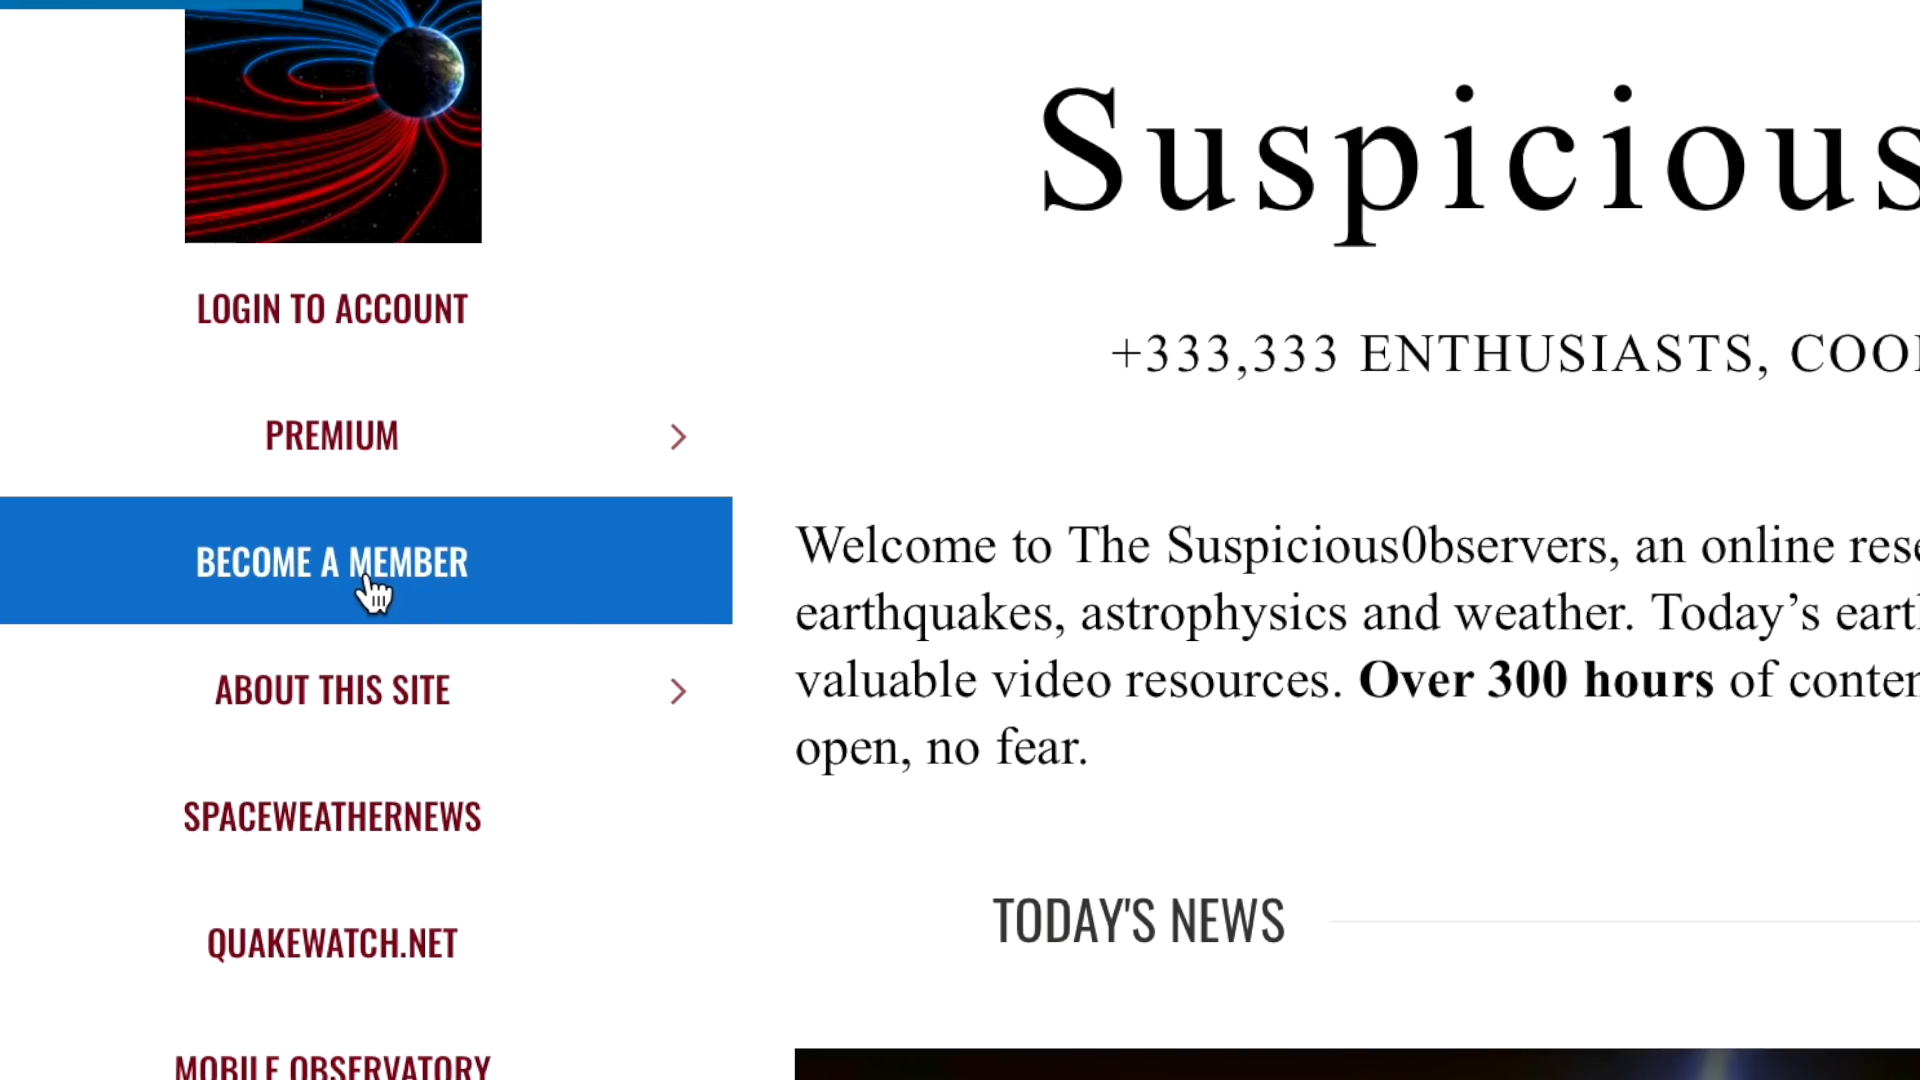 LOGIN TO ACCOUNT
PREMIUM
BECOME A MEMBER
ABOUT THIS SITE
SPACEWEATHERNEWS
QUAKEWATCH.NET
MOBILE OBSERVATORY
Suspicious
+333,333 ENTHUSIASTS,
Welcome to The Suspicious0bservers, an online
earthquakes, astrophysics and weather. Today’s
valuable video resources. Over 300 hours of
open, no fear.
TODAY'S NEWS